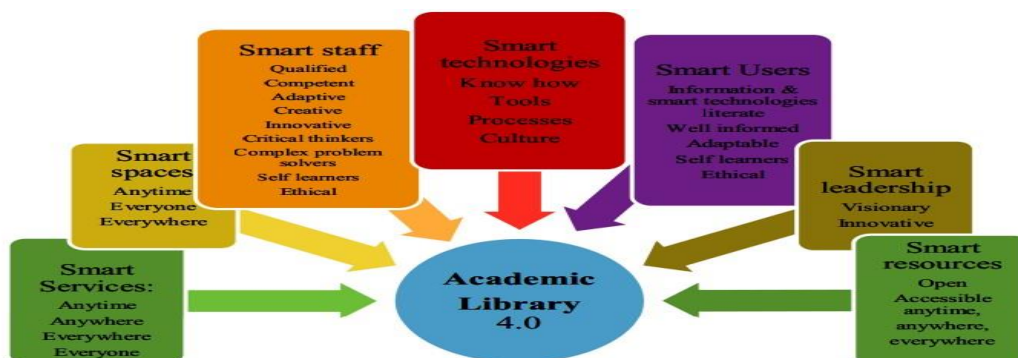 Smart
Services:
Anytime
Anywhere
Everywhere
Everyone
Smart
spaces
Anytime
Everyone
Everywhere
Smart staff
Qualified
Competent
Adaptive
Creative
Innovative
Critical thinkers
Complex problem
solvers
Self learners
Ethical
Smart
technologies
Know how
Tools
Processes
Culture
Smart Users
Information &
smart technologies
literate
Well informed
Adaptable
Self learners
Ethical
Smart
leadership
Visionary
Innovative
Smart
resources
Open
Accessible
anytime,
anywhere,
everywhere
Academic
Library
4.0